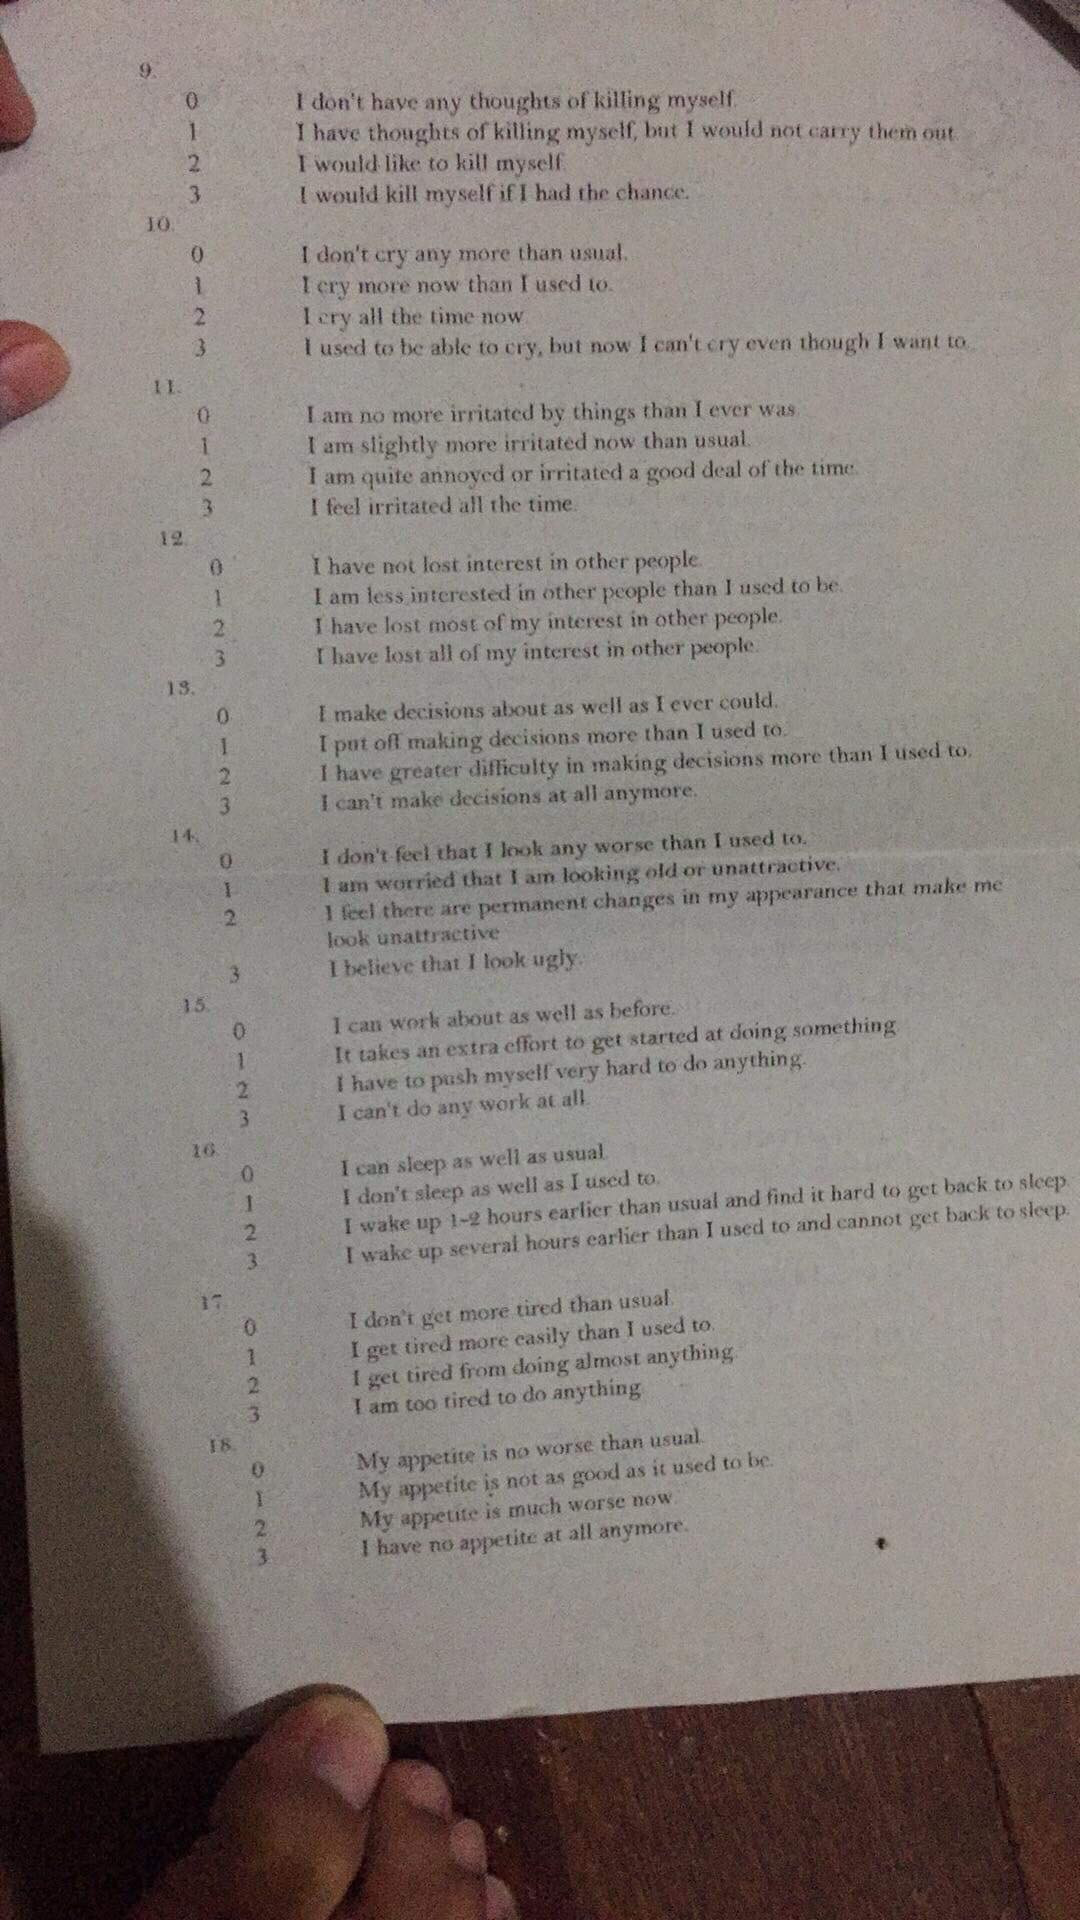 9.
0 I don't have any thoughts of killing myself.
1 I have thoughts of killing myself, but I would not carry them out.
2 I would like to kill myself.
3 I would kill myself if I had the chance.
10.
0 I don't cry any more than usual.
1 I cry more now than I used to.
2 I cry all the time now.
3 I used to be able to cry, but now I can't cry even though I want to.
11.
0 I am no more irritated by things than I ever was.
1 I am slightly more irritated now than usual.
2 I am quite annoyed or irritated a good deal of the time.
3 I feel irritated all the time.
12.
0 I have not lost interest in other people.
1 I am less interested in other people than I used to be.
2 I have lost most of my interest in other people.
3 I have lost all of my interest in other people.
13.
0 I make decisions about as well as I ever could.
1 I put off making decisions more than I used to.
2 I have greater difficulty in making decisions more than I used to.
3 I can't make decisions at all anymore.
14.
0 I don't feel that I look any worse than I used to.
1 I am worried that I am looking old or unattractive.
2 I feel there are permanent changes in my appearance that make me
look unattractive
3 I believe that I look ugly.
15.
0 I can work about as well as before.
1 It takes an extra effort to get started at doing something.
2 I have to push myself very hard to do anything.
3 I can't do any work at all.
16.
0 I can sleep as well as usual.
1 I don't sleep as well as I used to.
2 I wake up 1-2 hours earlier than usual and find it hard to get back to sleep.
3 I wake up several hours earlier than I used to and cannot get back to sleep.
17.
0 I don't get more tired than usual.
1 I get tired more easily than I used to.
2 I get tired from doing almost anything.
3 I am too tired to do anything.
18.
0 My appetite is no worse than usual.
1 My appetite is not as good as it used to be.
2 My appetite is much worse now.
3 I have no appetite at all anymore.